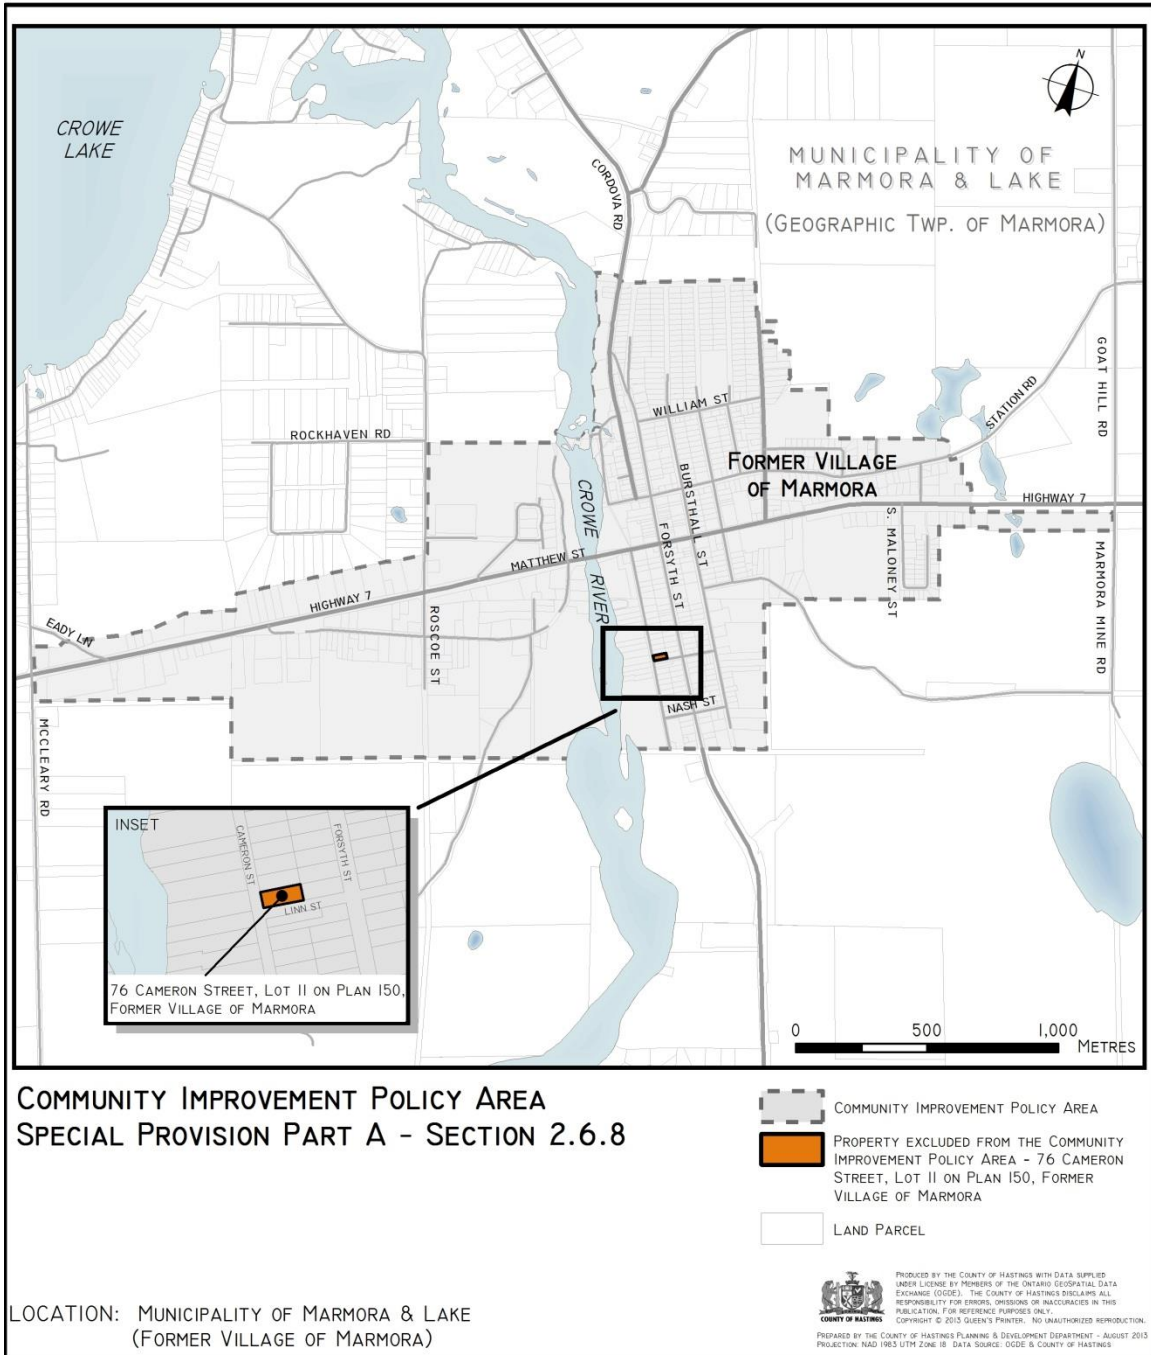 CROWE
LAKE
N
CORDOVA RD
MUNICIPALITY OF
MARMORA & LAKE
(GEOGRAPHIC TWP. OF MARMORA)
GOAT HILL RD
STATION RD
WILLIAM ST
ROCKHAVEN RD
FORMER VILLAGE
OF MARMORA
BURSTHALL ST
CROWE RIVER
HIGHWAY 7
S. MALONEY ST
FORSYTH ST
MATTHEW ST
HIGHWAY 7
MARMORA MINE RD
EADY LN
ROSCOE ST
NASH ST
MCCLEARY RD
INSET
CAMERON ST
FORSYTH ST
LINN ST
76 CAMERON STREET, LOT 11 ON PLAN 150,
FORMER VILLAGE OF MARMORA
0 500 1,000
METRES
COMMUNITY IMPROVEMENT POLICY AREA
SPECIAL PROVISION PART A - SECTION 2.6.8
COMMUNITY IMPROVEMENT POLICY AREA
PROPERTY EXCLUDED FROM THE COMMUNITY
IMPROVEMENT POLICY AREA - 76 CAMERON
STREET, LOT 11 ON PLAN 150, FORMER
VILLAGE OF MARMORA
LAND PARCEL
LOCATION: MUNICIPALITY OF MARMORA & LAKE
(FORMER VILLAGE OF MARMORA)
COUNTY OF HASTINGS
PRODUCED BY THE COUNTY OF HASTINGS WITH DATA SUPPLIED
UNDER LICENSE BY MEMBERS OF THE ONTARIO GEOSPATIAL DATA
EXCHANGE (OGDE). THE COUNTY OF HASTINGS DISCLAIMS ALL
RESPONSIBILITY FOR ERRORS, OMISSIONS OR INACCURACIES IN THIS
PUBLICATION. FOR REFERENCE PURPOSES ONLY.
COPYRIGHT © 2013 QUEEN'S PRINTER. NO UNAUTHORIZED REPRODUCTION.
PREPARED BY THE COUNTY OF HASTINGS PLANNING & DEVELOPMENT DEPARTMENT - AUGUST 2013
PROJECTION: NAD 1983 UTM ZONE 18 DATA SOURCE: OGDE & COUNTY OF HASTINGS